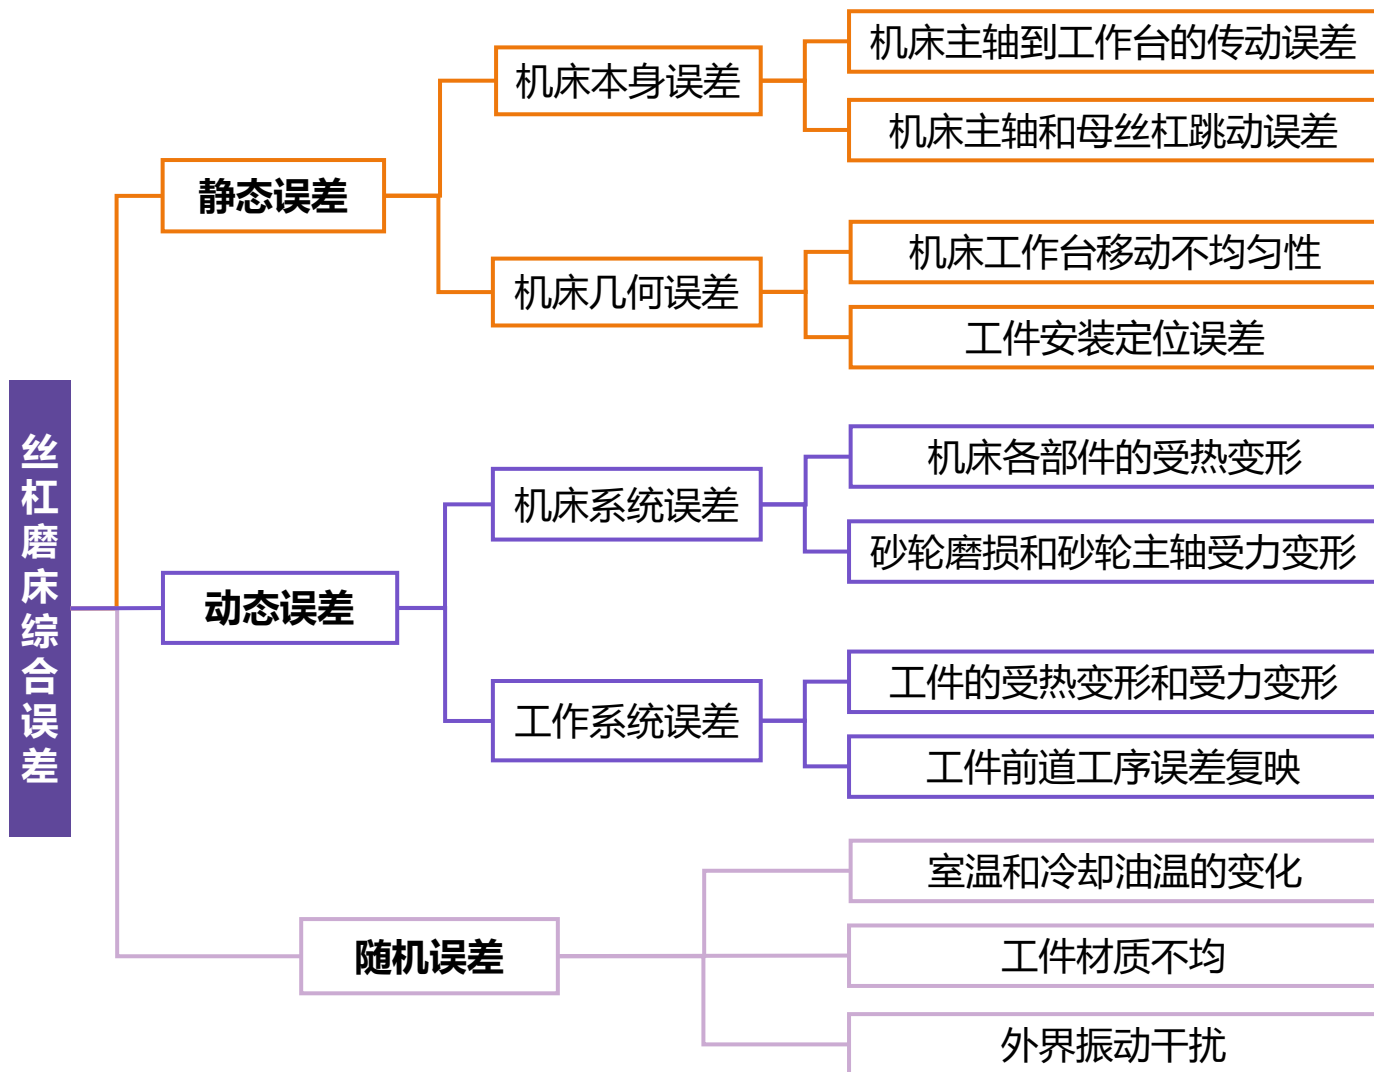 丝杠磨床综合误差
静态误差
机床本身误差
机床主轴到工作台的传动误差
机床主轴和母丝杠跳动误差
机床几何误差
机床工作台移动不均匀性
工件安装定位误差
动态误差
机床系统误差
机床各部件的受热变形
砂轮磨损和砂轮主轴受力变形
工作系统误差
工件的受热变形和受力变形
工件前道工序误差复映
随机误差
室温和冷却油温的变化
工件材质不均
外界振动干扰